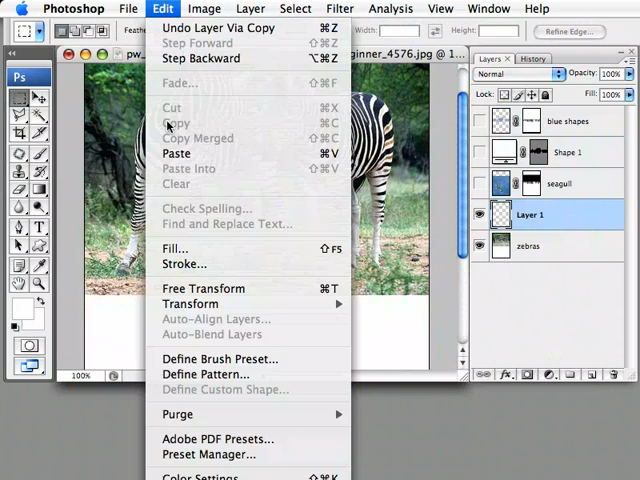 Photoshop File Edit Image Layer Select Filter Analysis View Window Help
Width: Height: Refine Edge...
pw_ ginner_4576.jpg @ 1...
Ps
Undo Layer Via Copy ⌘Z
Step Forward ⇧⌘Z
Step Backward ⌥⌘Z
Fade... ⇧⌘F
Cut ⌘X
Copy ⌘C
Copy Merged ⇧⌘C
Paste ⌘V
Paste Into ⇧⌘V
Clear
Check Spelling...
Find and Replace Text...
Fill... ⇧F5
Stroke...
Free Transform ⌘T
Transform
Auto-Align Layers...
Auto-Blend Layers
Define Brush Preset...
Define Pattern...
Define Custom Shape...
Purge
Adobe PDF Presets...
Preset Manager...
Color Settings... ⇧⌘K
Layers × History
Normal Opacity: 100%
Lock: Fill: 100%
blue shapes
Shape 1
seagull
Layer 1
zebras
100%